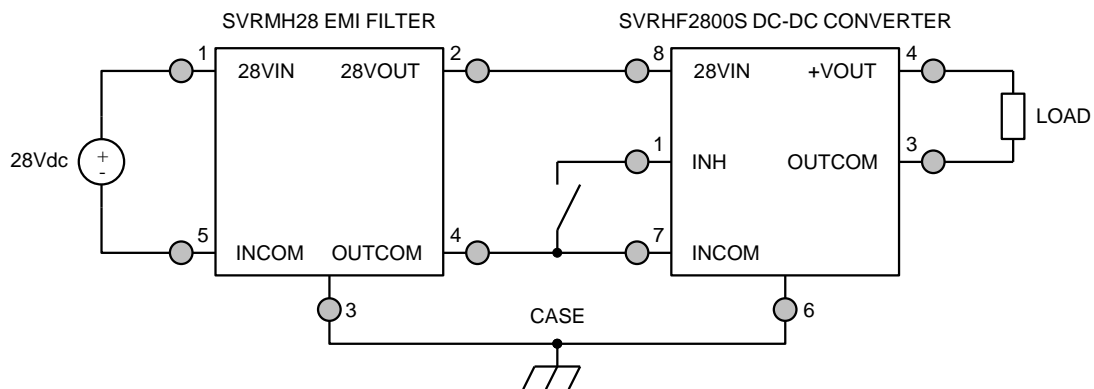 SVRMH28 EMI FILTER
SVRHF2800S DC-DC CONVERTER
1
28VIN
28VOUT
2
8
28VIN
+VOUT
4
28Vdc
+
-
1
INH
OUTCOM
3
LOAD
5
INCOM
OUTCOM
4
7
INCOM
3
CASE
6